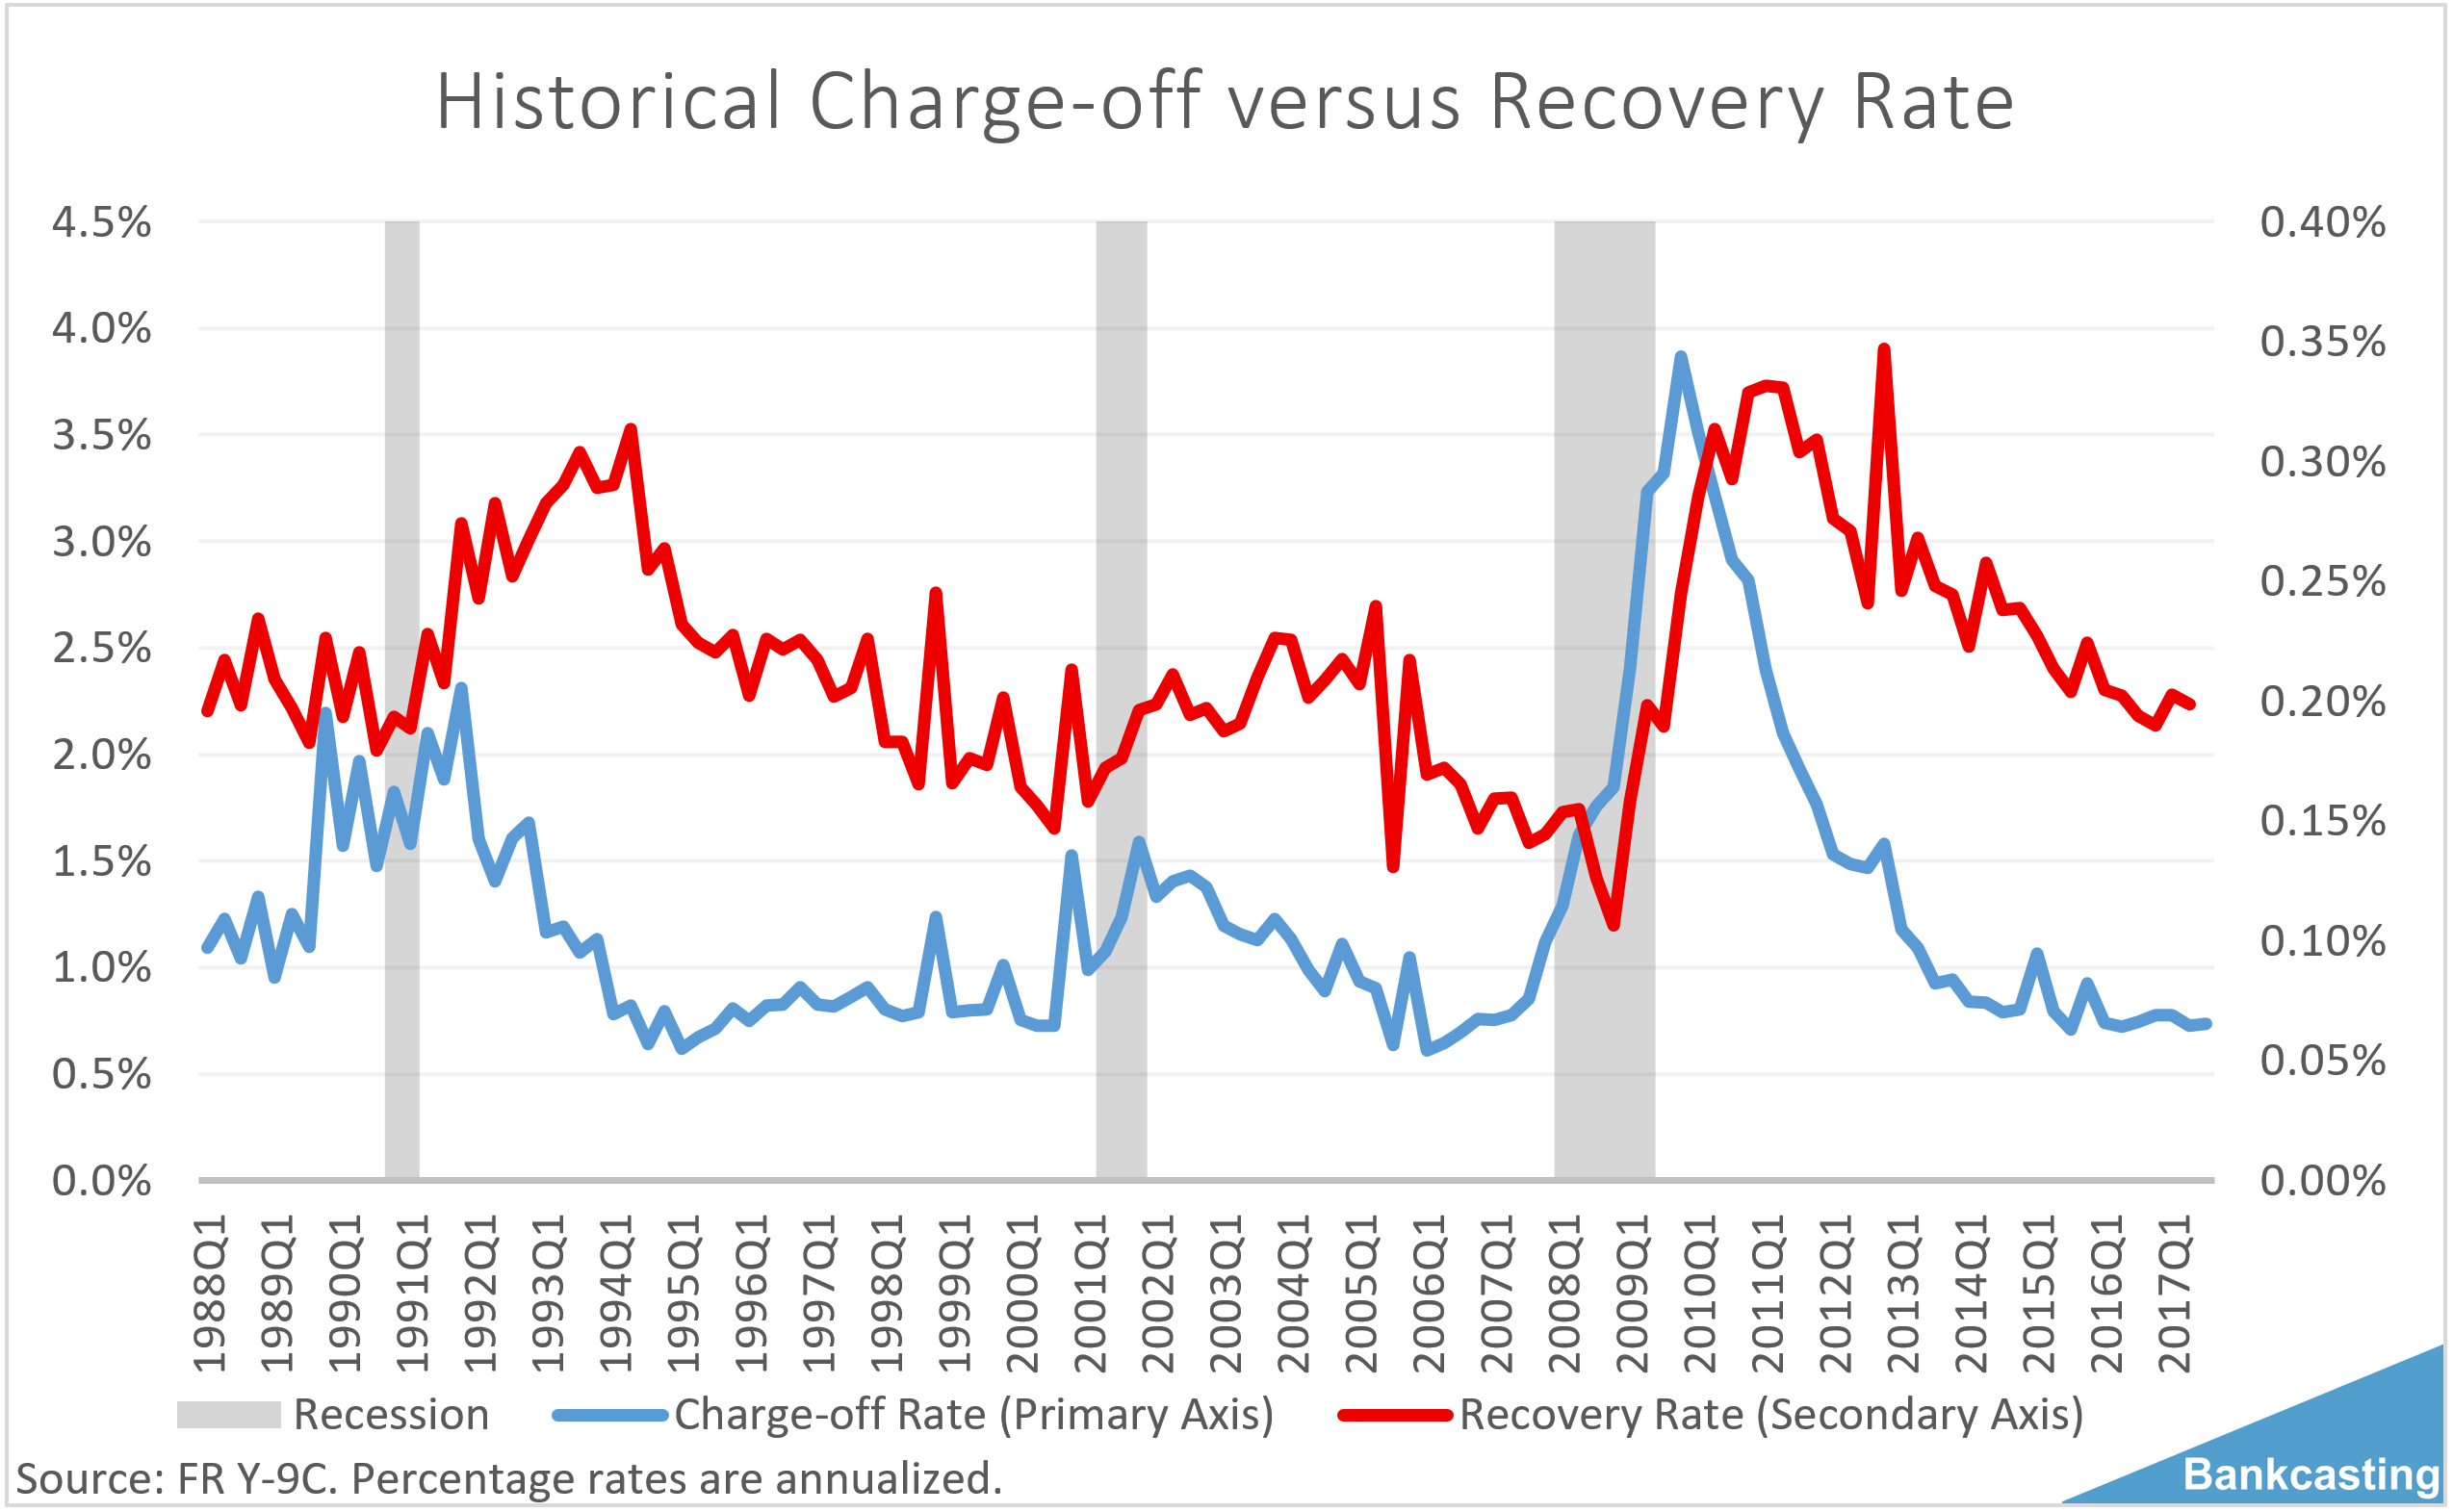 Historical Charge-off versus Recovery Rate
4.5%
4.0%
3.5%
3.0%
2.5%
2.0%
1.5%
1.0%
0.5%
0.0%
0.40%
0.35%
0.30%
0.25%
0.20%
0.15%
0.10%
0.05%
0.00%
1988Q1
1989Q1
1990Q1
1991Q1
1992Q1
1993Q1
1994Q1
1995Q1
1996Q1
1997Q1
1998Q1
1999Q1
2000Q1
2001Q1
2002Q1
2003Q1
2004Q1
2005Q1
2006Q1
2007Q1
2008Q1
2009Q1
2010Q1
2011Q1
2012Q1
2013Q1
2014Q1
2015Q1
2016Q1
2017Q1
Recession
Charge-off Rate (Primary Axis)
Recovery Rate (Secondary Axis)
Source: FR Y-9C. Percentage rates are annualized.
Bankcasting